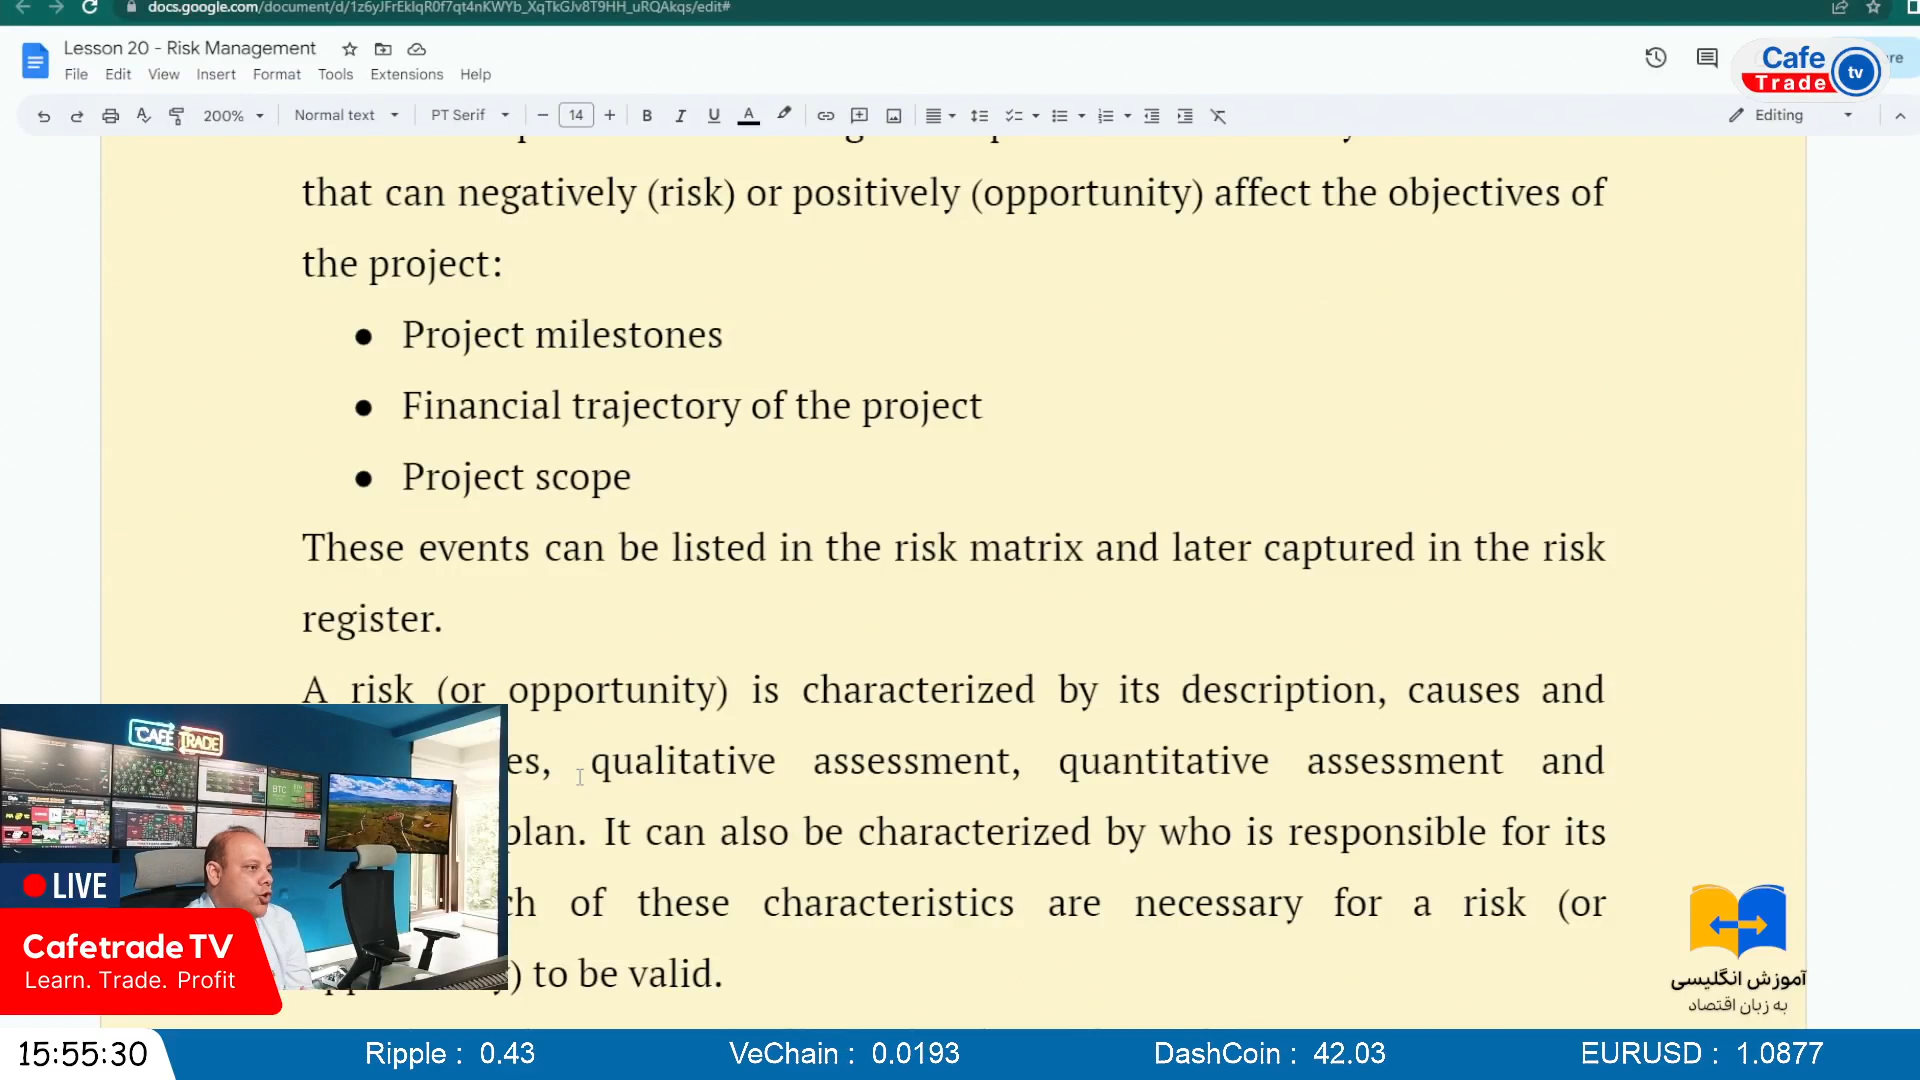 docs.google.com/document/d/1z6yJFrEkIqR0f7qt4nKWYb_XqTkGJv8T9HH_uRQAkqs/edit#
Lesson 20 - Risk Management
File Edit View Insert Format Tools Extensions Help
Cafe
Trade tv
200% Normal text PT Serif 14 B I U A Editing
that can negatively (risk) or positively (opportunity) affect the objectives of
the project:
● Project milestones
● Financial trajectory of the project
● Project scope
These events can be listed in the risk matrix and later captured in the risk
register.
A risk (or opportunity) is characterized by its description, causes and
es, qualitative assessment, quantitative assessment and
plan. It can also be characterized by who is responsible for its
ch of these characteristics are necessary for a risk (or
) to be valid.
CAFE TRADE
LIVE
Cafetrade TV
Learn. Trade. Profit
آموزش انگلیسی
به زبان اقتصاد
15:55:30 Ripple : 0.43 VeChain : 0.0193 DashCoin : 42.03 EURUSD : 1.0877